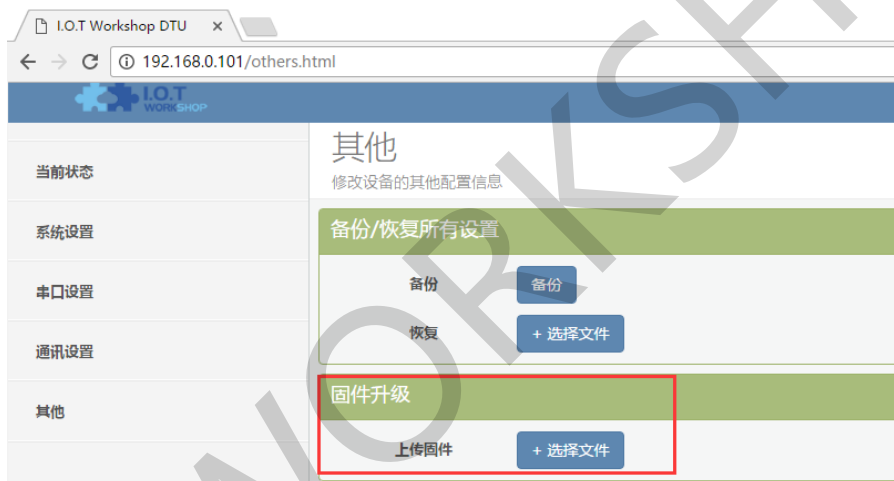 I.O.T Workshop DTU
192.168.0.101/others.html
I.O.T
WORKSHOP
当前状态
系统设置
串口设置
通讯设置
其他
其他
修改设备的其他配置信息
备份/恢复所有设置
备份 备份
恢复 + 选择文件
固件升级
上传固件 + 选择文件
WORKSH